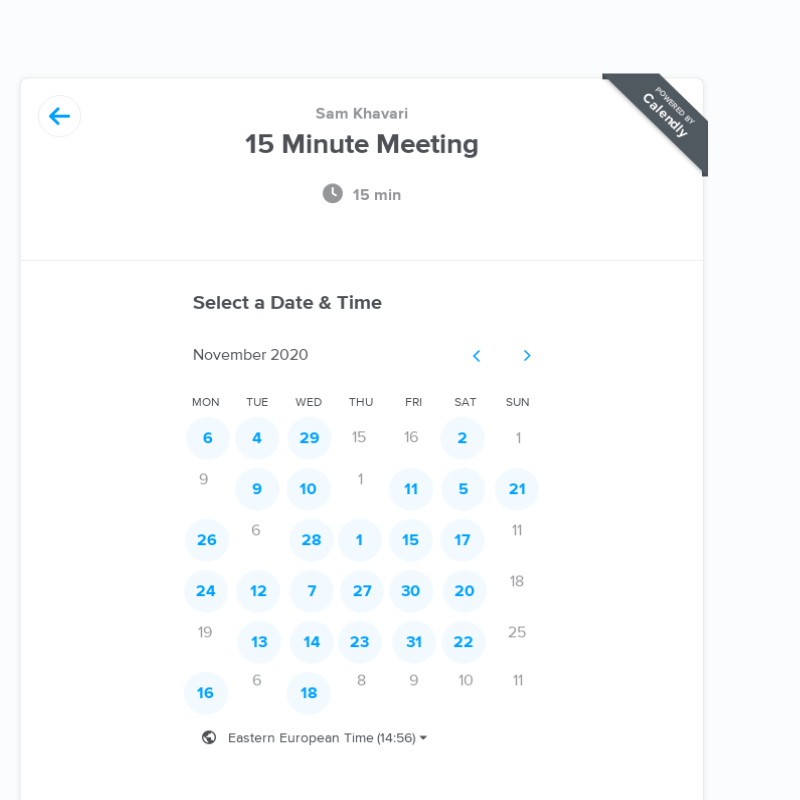 POWERED BY
Calendly
Sam Khavari
15 Minute Meeting
15 min
Select a Date & Time
November 2020
MON TUE WED THU FRI SAT SUN
6 4 29 15 16 2 1
9 9 10 1 11 5 21
26 6 28 1 15 17 11
24 12 7 27 30 20 18
19 13 14 23 31 22 25
16 6 18 8 9 10 11
Eastern European Time (14:56)